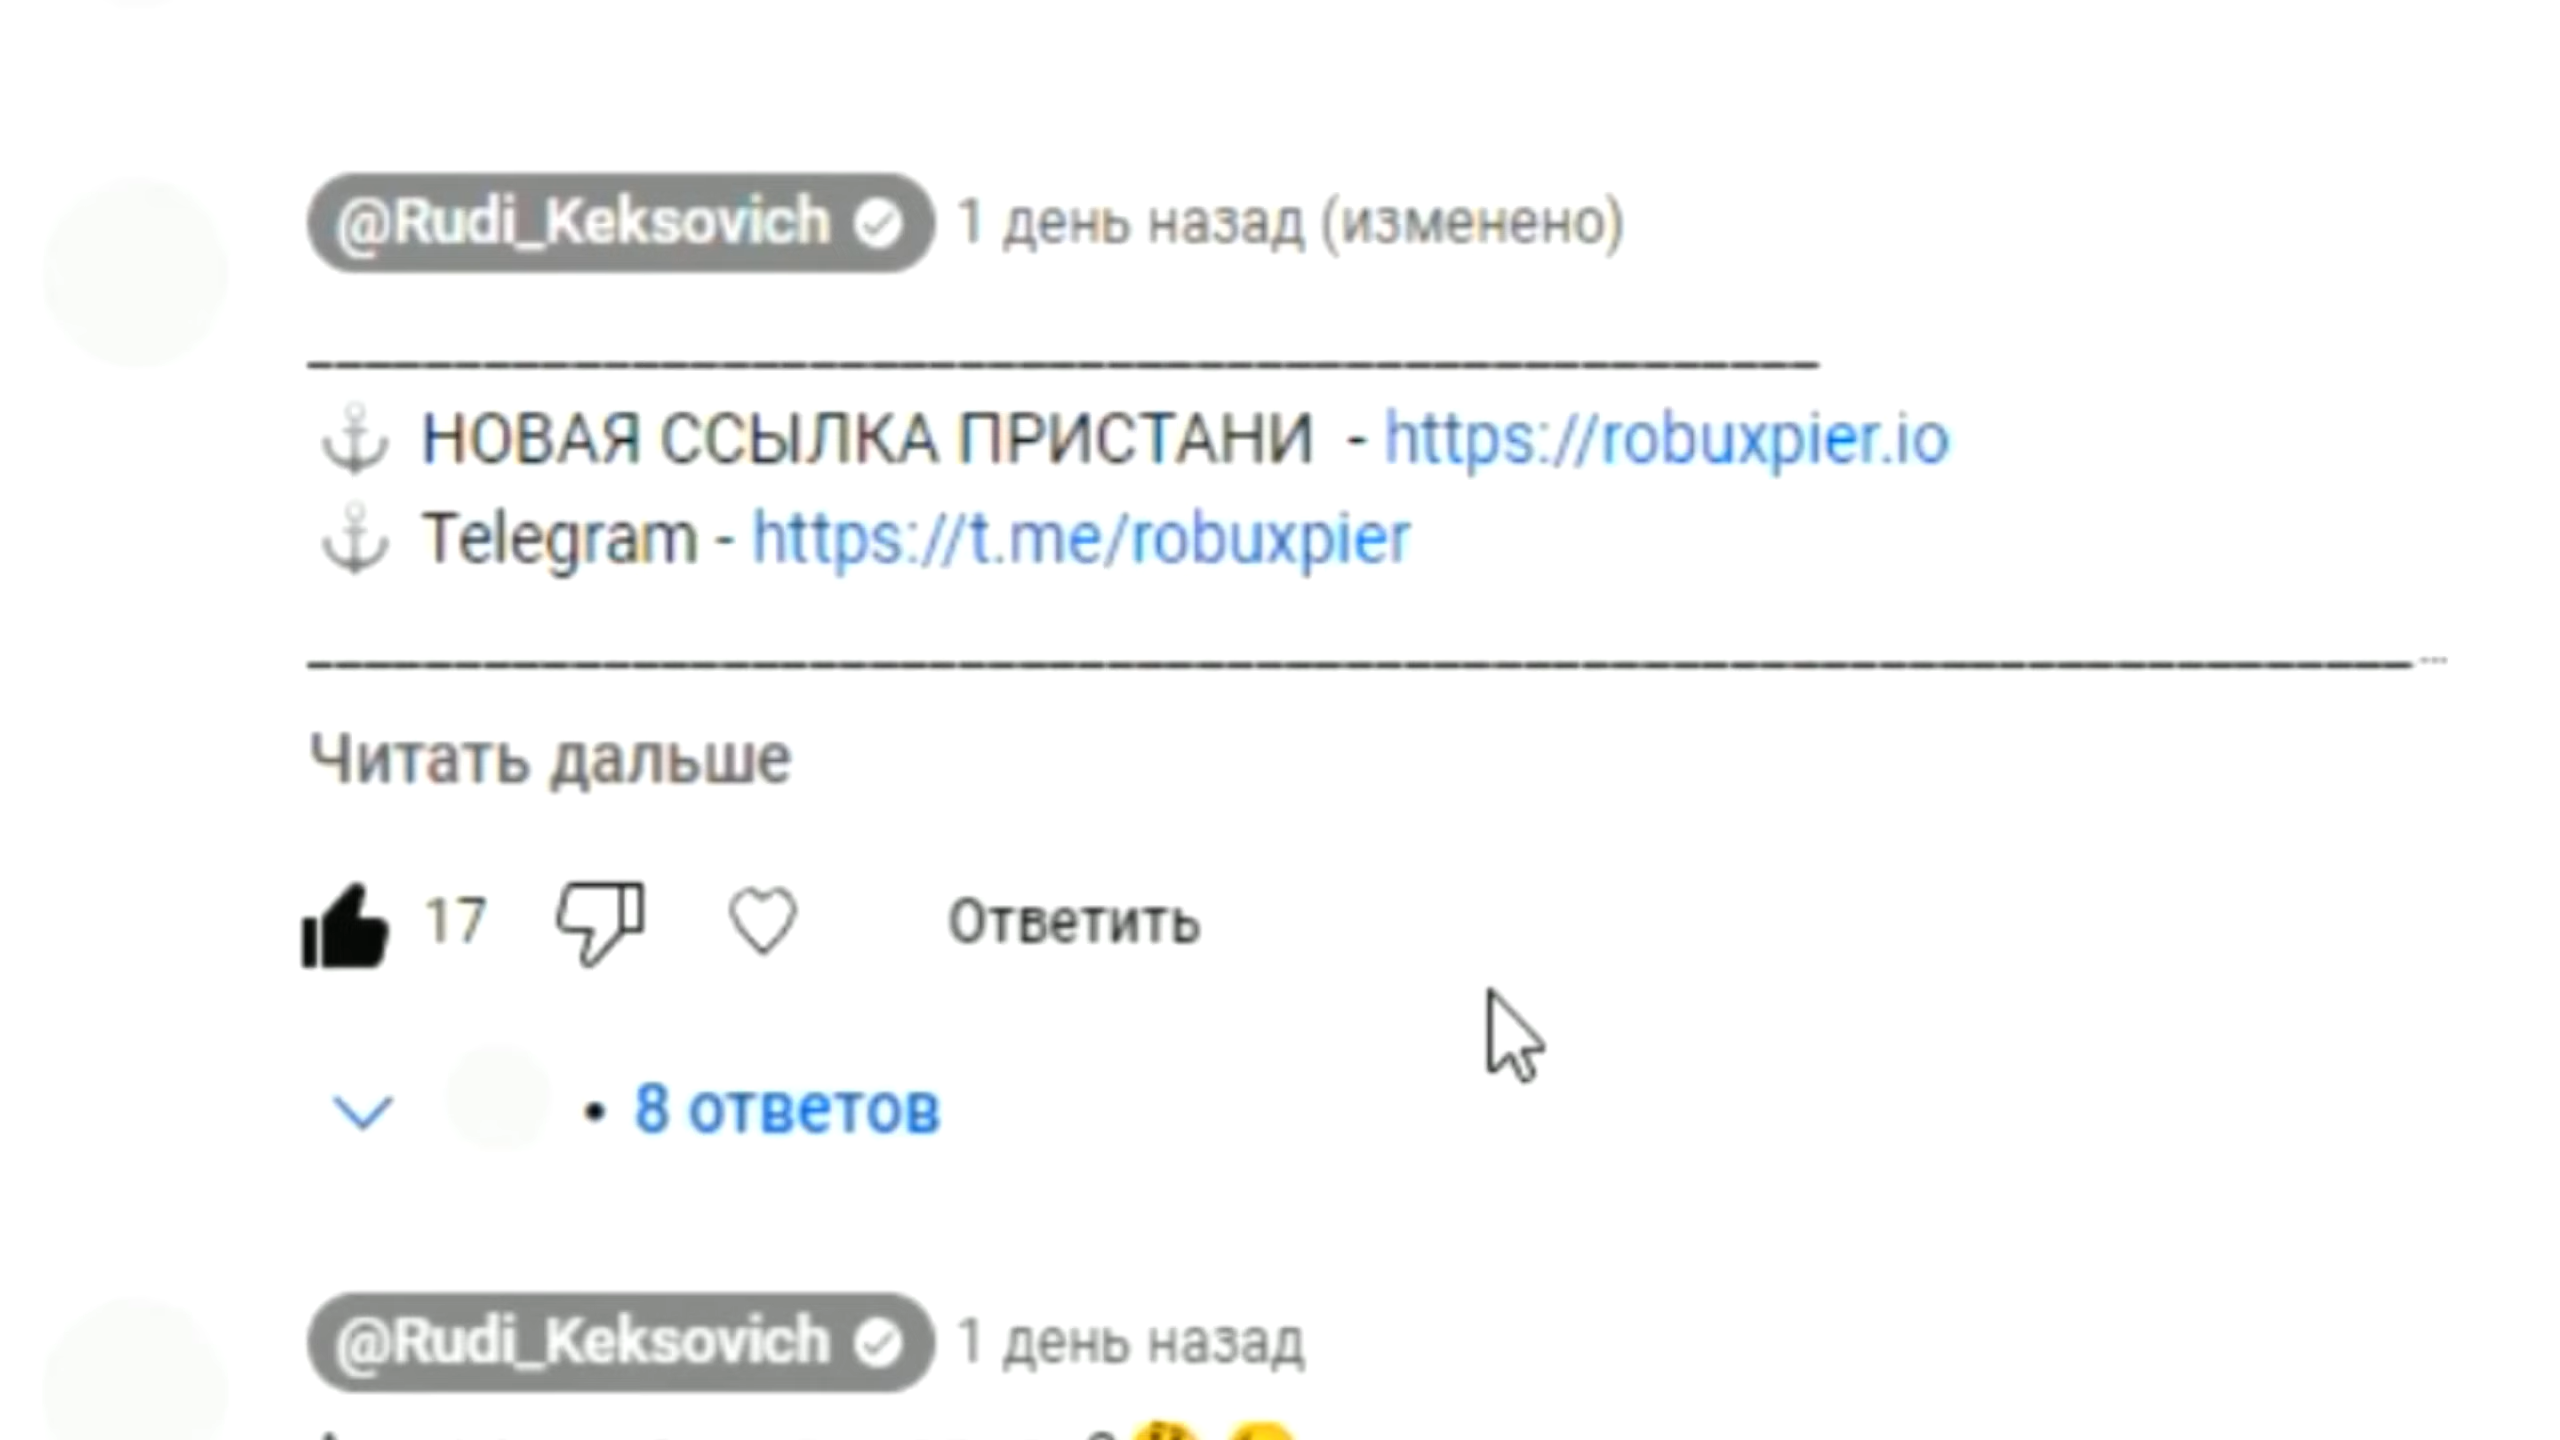 @Rudi_Keksovich 1 день назад (изменено)
⚓ НОВАЯ ССЫЛКА ПРИСТАНИ - https://robuxpier.io
⚓ Telegram - https://t.me/robuxpier
...
Читать дальше
17 Ответить
• 8 ответов
@Rudi_Keksovich 1 день назад